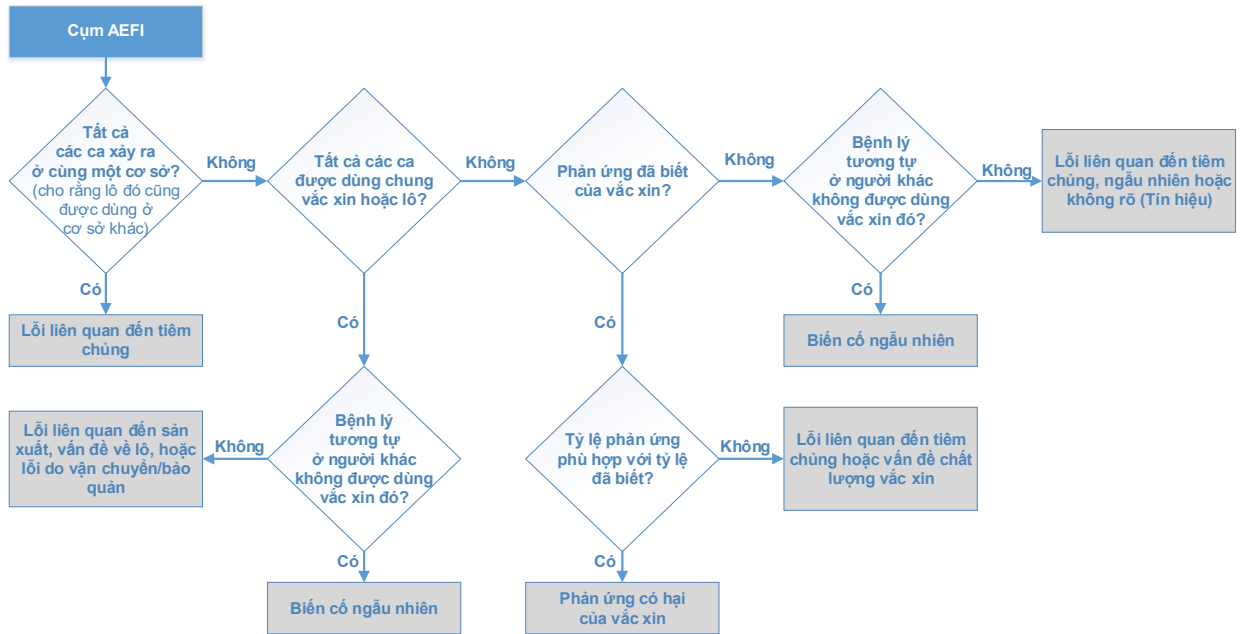 Cụm AEFI
Tất cả
các ca xảy ra
ở cùng một cơ sở?
(cho rằng lô đó cũng
được dùng ở
cơ sở khác)
Không
Tất cả các ca
được dùng chung
vắc xin hoặc lô?
Không
Phản ứng đã biết
của vắc xin?
Không
Bệnh lý
tương tự
ở người khác
không được dùng
vắc xin đó?
Không
Lỗi liên quan đến tiêm
chủng, ngẫu nhiên hoặc
không rõ (Tín hiệu)
Có
Lỗi liên quan đến tiêm
chủng
Có
Có
Có
Biến cố ngẫu nhiên
Lỗi liên quan đến sản
xuất, vấn đề về lô, hoặc
lỗi do vận chuyển/bảo
quản
Không
Bệnh lý
tương tự
ở người khác
không được dùng
vắc xin đó?
Tỷ lệ phản ứng
phù hợp với tỷ lệ
đã biết?
Không
Lỗi liên quan đến tiêm
chủng hoặc vấn đề chất
lượng vắc xin
Có
Biến cố ngẫu nhiên
Có
Phản ứng có hại
của vắc xin